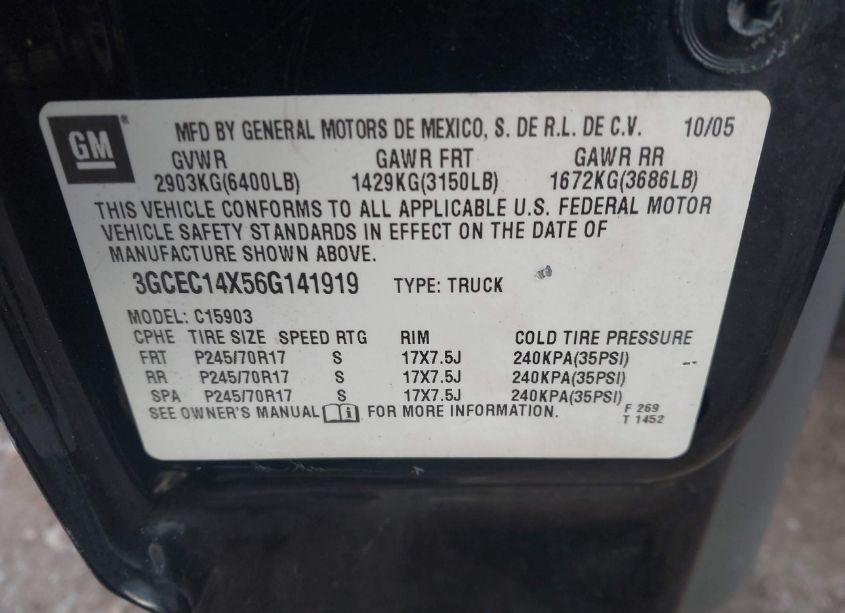 GM®
MFD BY GENERAL MOTORS DE MEXICO, S. DE R.L. DE C.V. 10/05
GVWR GAWR FRT GAWR RR
2903KG(6400LB) 1429KG(3150LB) 1672KG(3686LB)
THIS VEHICLE CONFORMS TO ALL APPLICABLE U.S. FEDERAL MOTOR
VEHICLE SAFETY STANDARDS IN EFFECT ON THE DATE OF
MANUFACTURE SHOWN ABOVE.
3GCEC14X56G141919 TYPE: TRUCK
MODEL: C15903
CPHE TIRE SIZE SPEED RTG RIM COLD TIRE PRESSURE
FRT P245/70R17 S 17X7.5J 240KPA(35PSI)
RR P245/70R17 S 17X7.5J 240KPA(35PSI)
SPA P245/70R17 S 17X7.5J 240KPA(35PSI)
SEE OWNER'S MANUAL FOR MORE INFORMATION.
F 269
T 1452